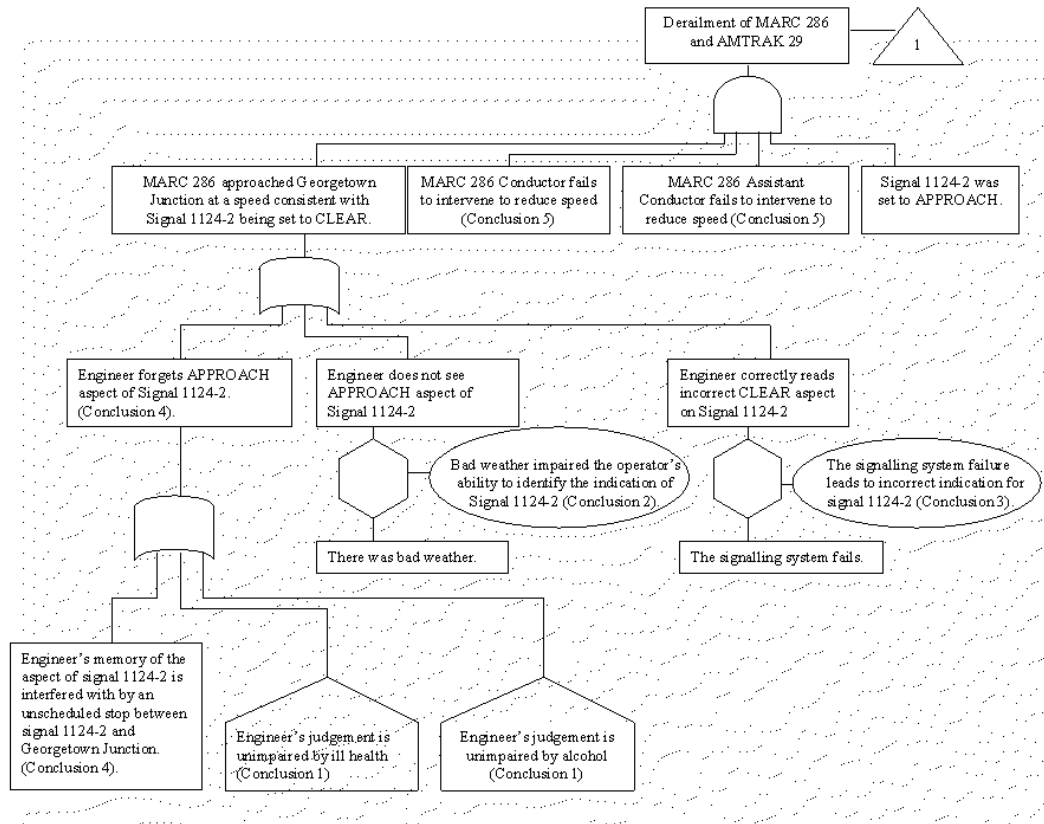 Derailment of MARC 286
and AMTRAK 29
1
MARC 286 approached Georgetown
Junction at a speed consistent with
Signal 1124-2 being set to CLEAR.
MARC 286 Conductor fails
to intervene to reduce speed
(Conclusion 5)
MARC 286 Assistant
Conductor fails to intervene to
reduce speed (Conclusion 5)
Signal 1124-2 was
set to APPROACH.
Engineer forgets APPROACH
aspect of Signal 1124-2.
(Conclusion 4).
Engineer does not see
APPROACH aspect of
Signal 1124-2
Engineer correctly reads
incorrect CLEAR aspect
on Signal 1124-2
Bad weather impaired the operator's
ability to identify the indication of
Signal 1124-2 (Conclusion 2)
The signalling system failure
leads to incorrect indication for
signal 1124-2 (Conclusion 3).
There was bad weather.
The signalling system fails.
Engineer's memory of the
aspect of signal 1124-2 is
interfered with by an
unscheduled stop between
signal 1124-2 and
Georgetown Junction.
(Conclusion 4).
Engineer's judgement is
unimpaired by ill health
(Conclusion 1)
Engineer's judgement is
unimpaired by alcohol
(Conclusion 1)